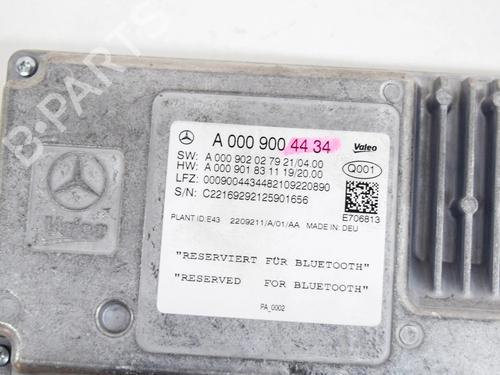 B-PARTS
A 000 900 44 34
Valeo
SW: A 000 902 02 79 21/04.00
HW: A 000 901 83 11 19/20.00
Q001
LFZ: 0009004434482109220890
S/N: C22169292125901656
E706813
PLANT ID:E43 2209211/A/01/AA MADE IN: DEU
"RESERVIERT FÜR BLUETOOTH"
"RESERVED FOR BLUETOOTH"
PA_0002